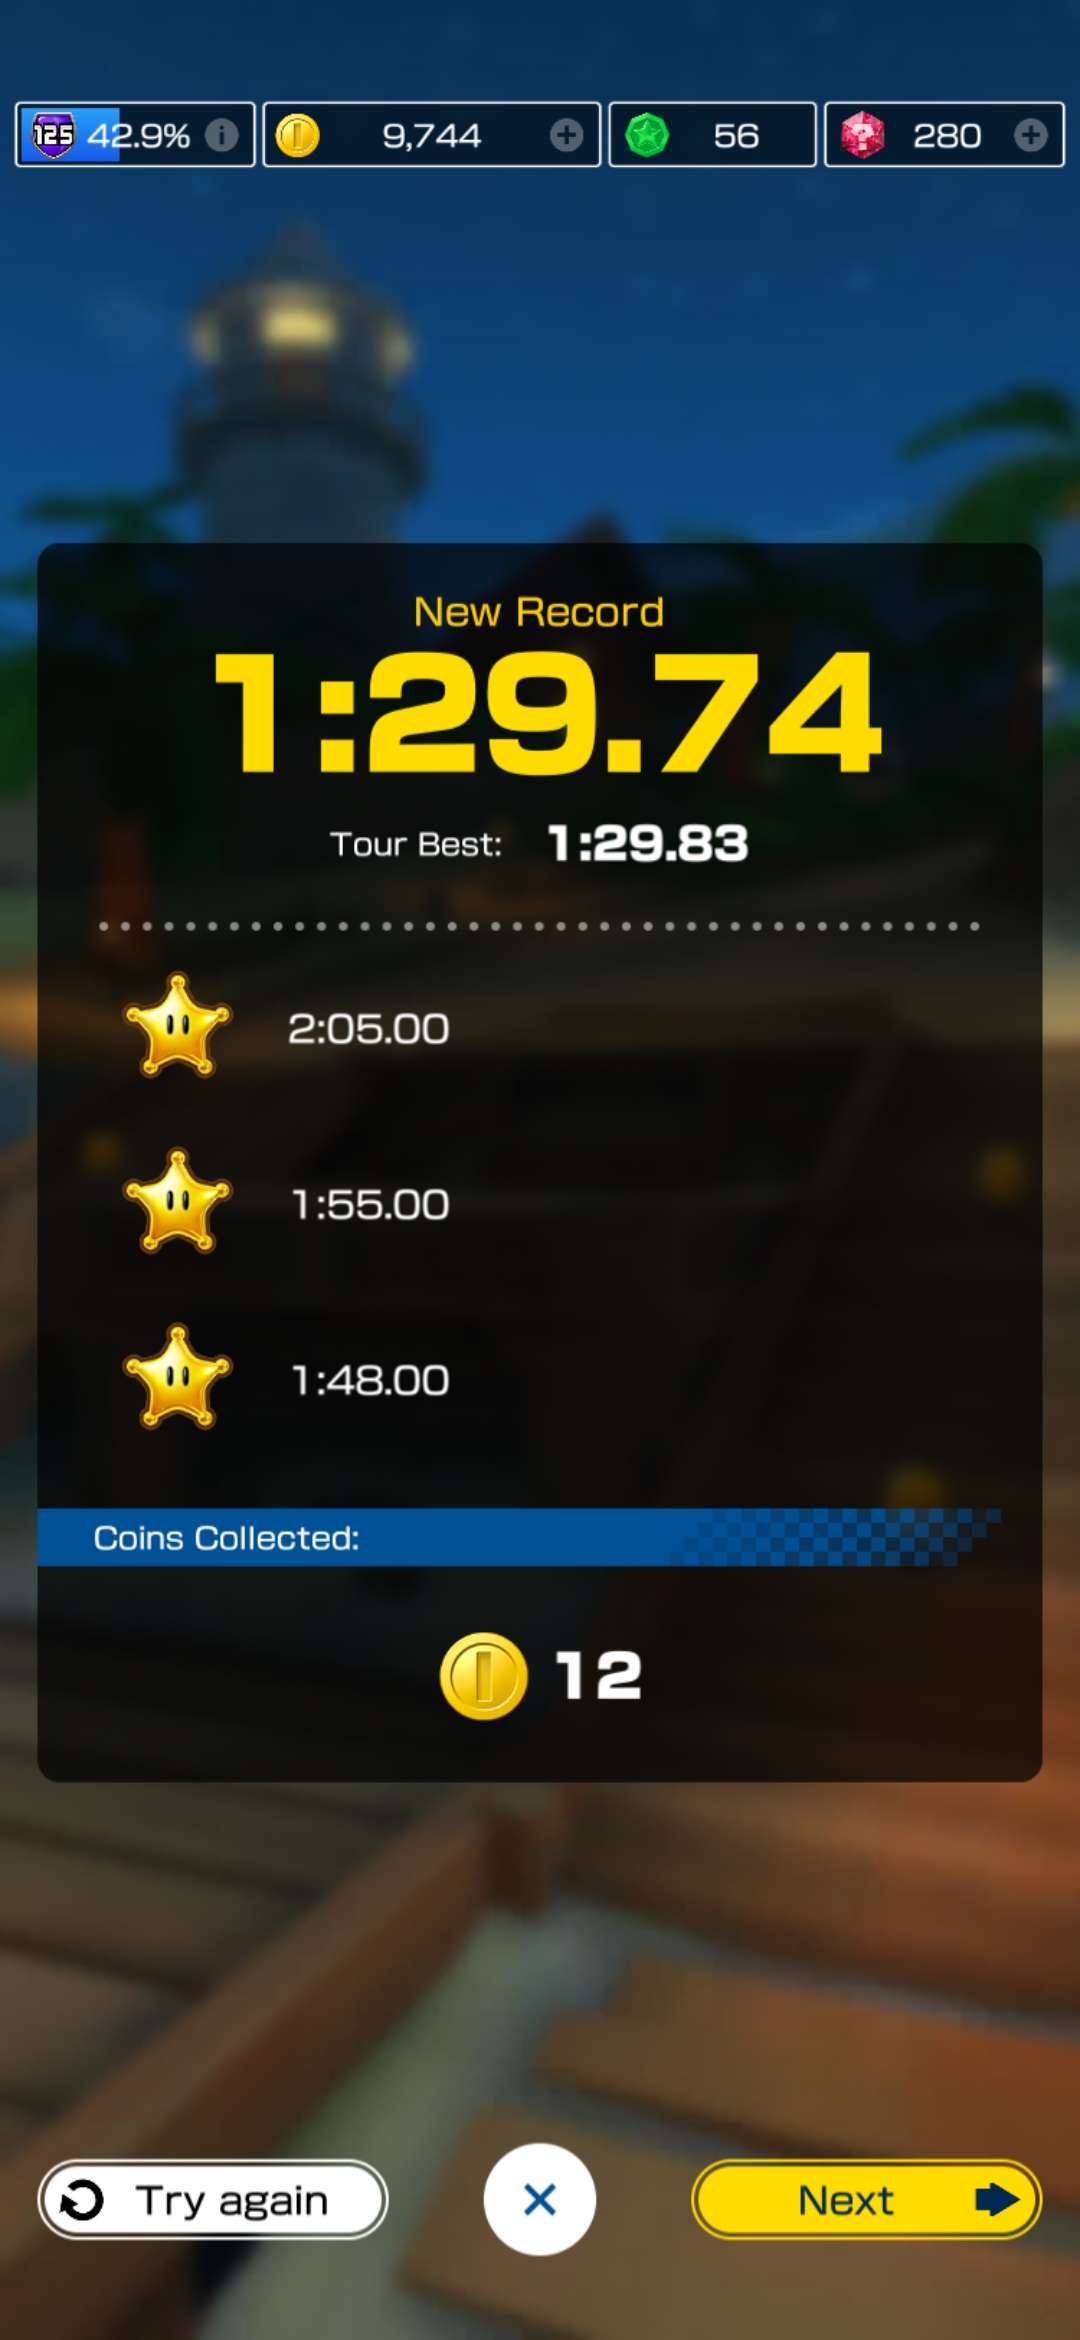 125 42.9% i 9,744 + 56 ? 280 +
New Record
1:29.74
Tour Best: 1:29.83
2:05.00
1:55.00
1:48.00
Coins Collected:
12
Try again × Next